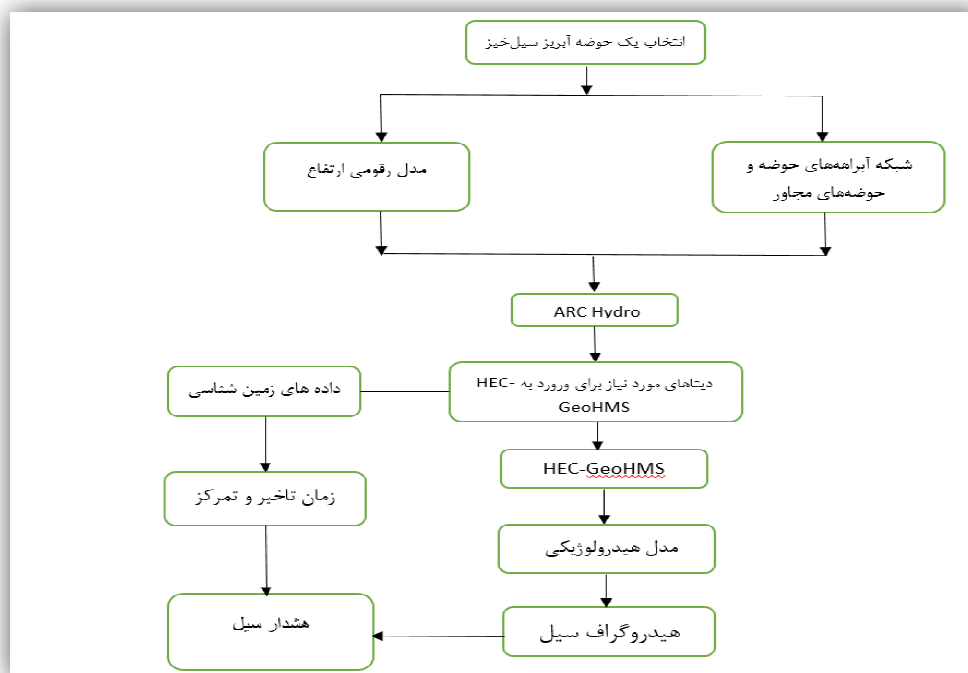 انتخاب یک حوضه آبریز سیل‌خیز
شبکه آبراهه‌های حوضه و
حوضه‌های مجاور
مدل رقومی ارتفاع
ARC Hydro
دیتاهای مورد نیاز برای ورورد به HEC-
GeoHMS
داده های زمین شناسی
HEC-GeoHMS
زمان تاخیر و تمرکز
مدل هیدرولوژیکی
هیدروگراف سیل
هشدار سیل